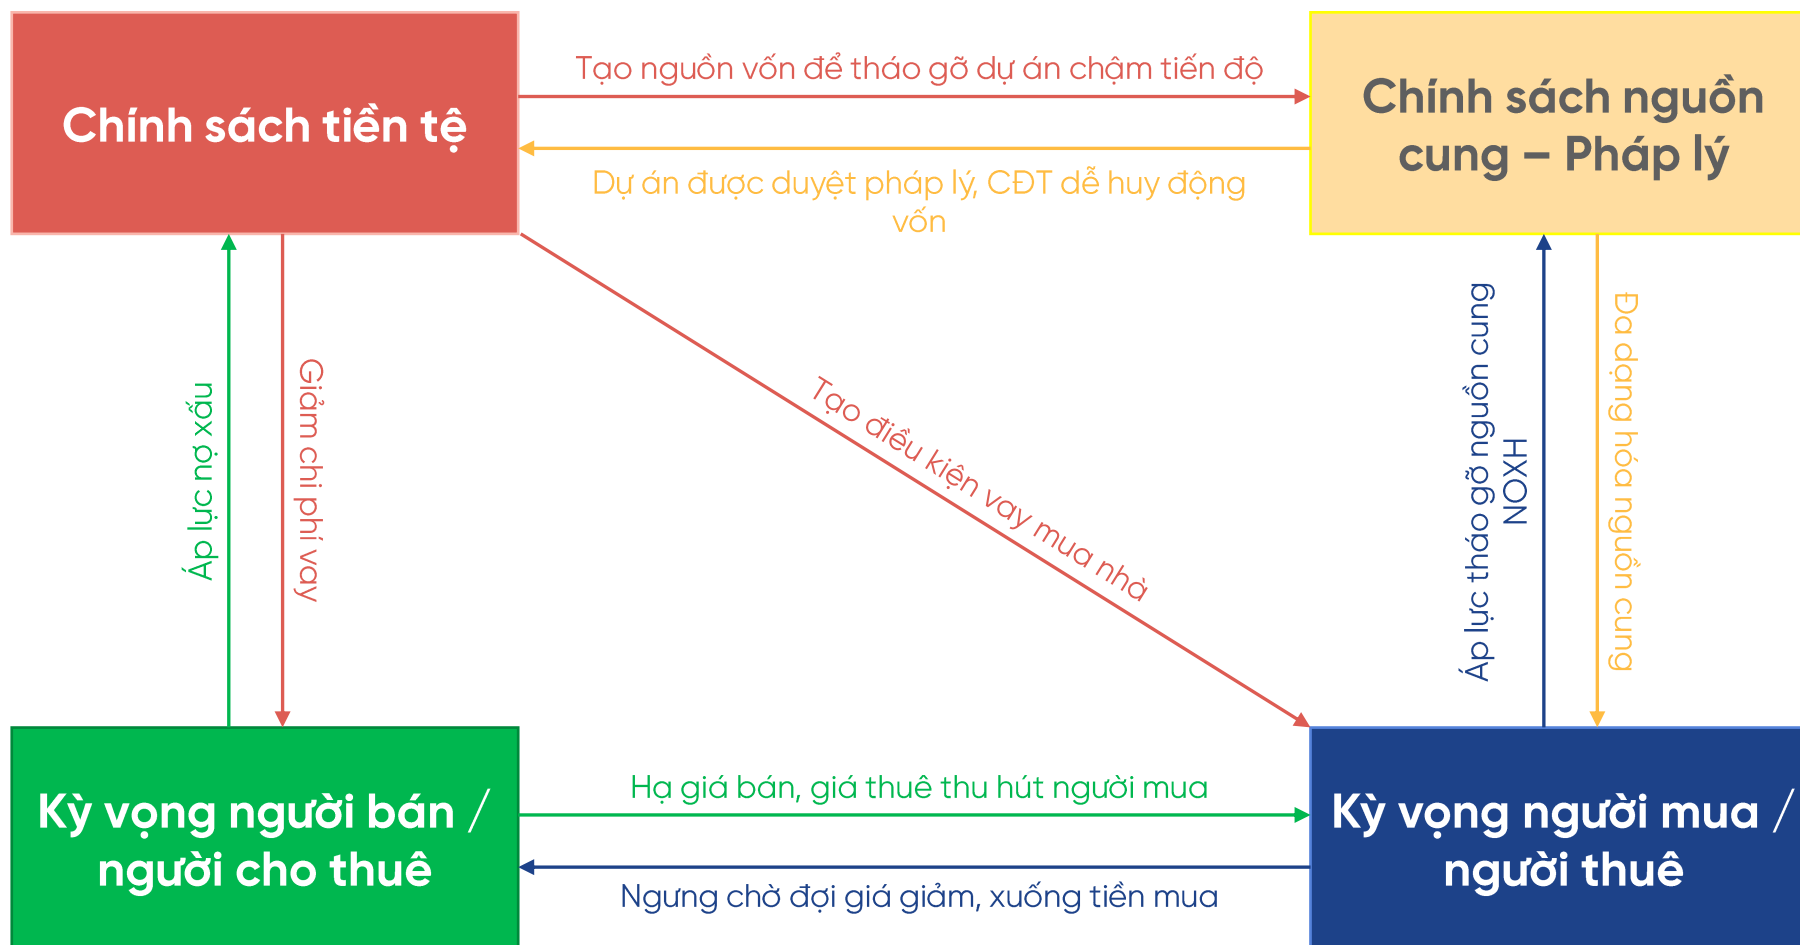 Tạo nguồn vốn để tháo gỡ dự án chậm tiến độ
Chính sách tiền tệ
Chính sách nguồn
cung – Pháp lý
Dự án được duyệt pháp lý, CĐT dễ huy động
vốn
Áp lực nợ xấu
Giảm chi phí vay
Tạo điều kiện vay mua nhà
Áp lực tháo gỡ nguồn cung
NOXH
Đa dạng hóa nguồn cung
Kỳ vọng người bán /
người cho thuê
Hạ giá bán, giá thuê thu hút người mua
Ngưng chờ đợi giá giảm, xuống tiền mua
Kỳ vọng người mua /
người thuê